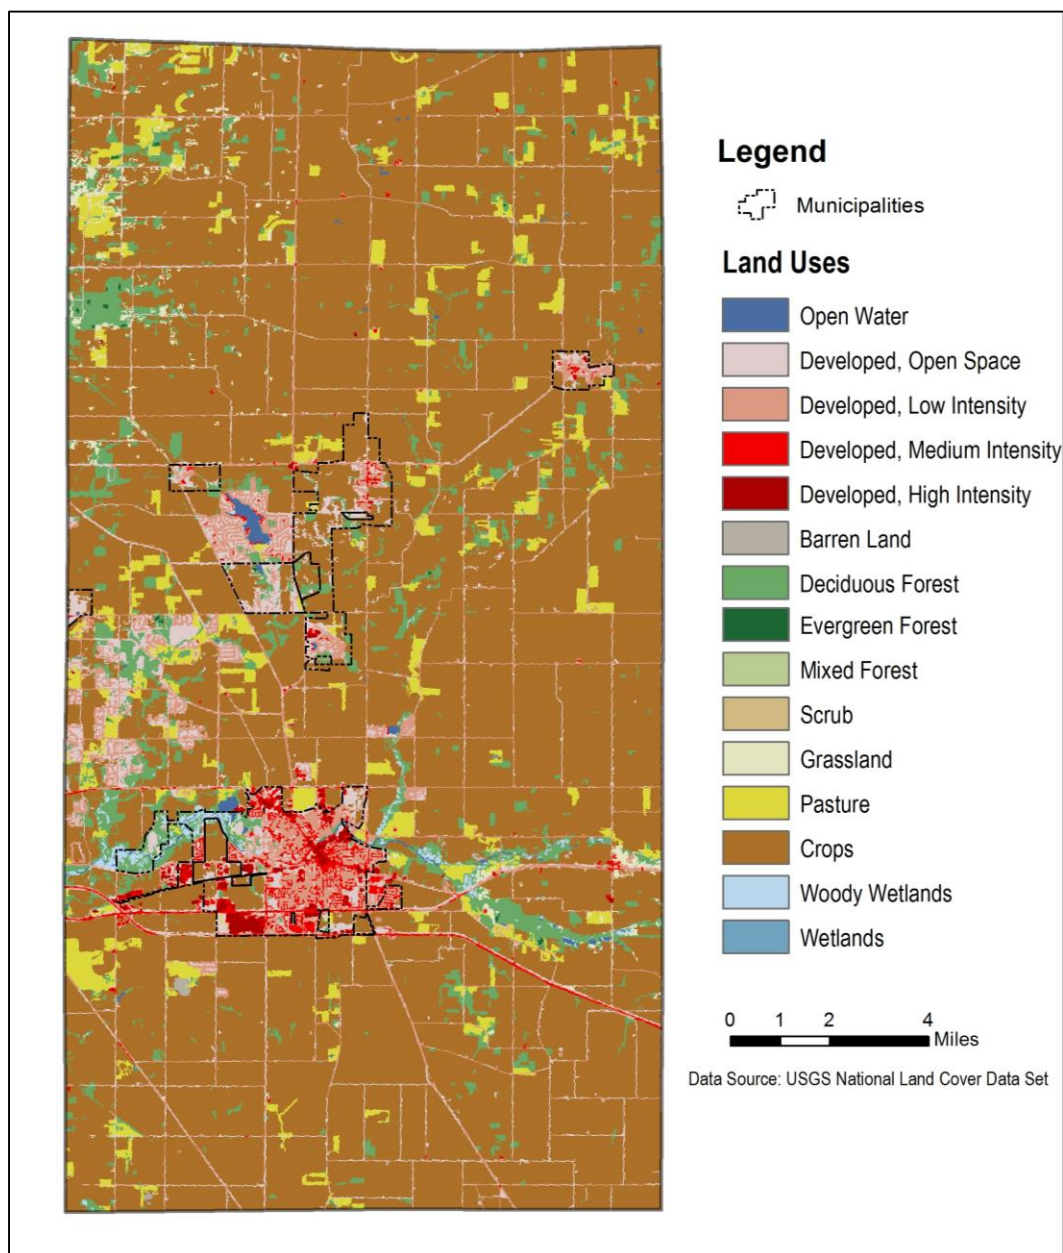 Legend
Municipalities
Land Uses
Open Water
Developed, Open Space
Developed, Low Intensity
Developed, Medium Intensity
Developed, High Intensity
Barren Land
Deciduous Forest
Evergreen Forest
Mixed Forest
Scrub
Grassland
Pasture
Crops
Woody Wetlands
Wetlands
0 1 2 4
Miles
Data Source: USGS National Land Cover Data Set